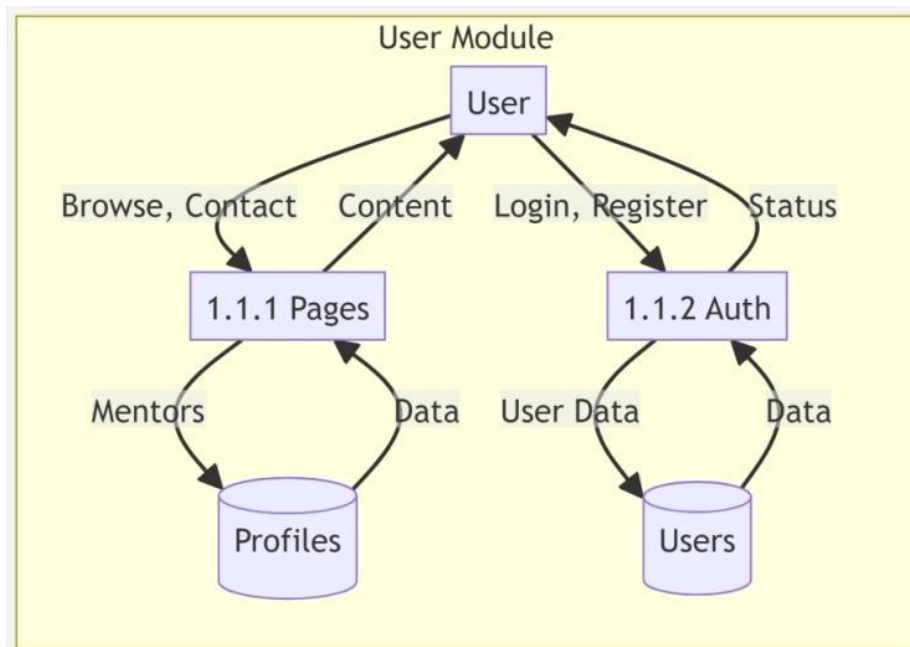 User Module
User
Browse, Contact
Content
Login, Register
Status
1.1.1 Pages
1.1.2 Auth
Mentors
Data
User Data
Data
Profiles
Users